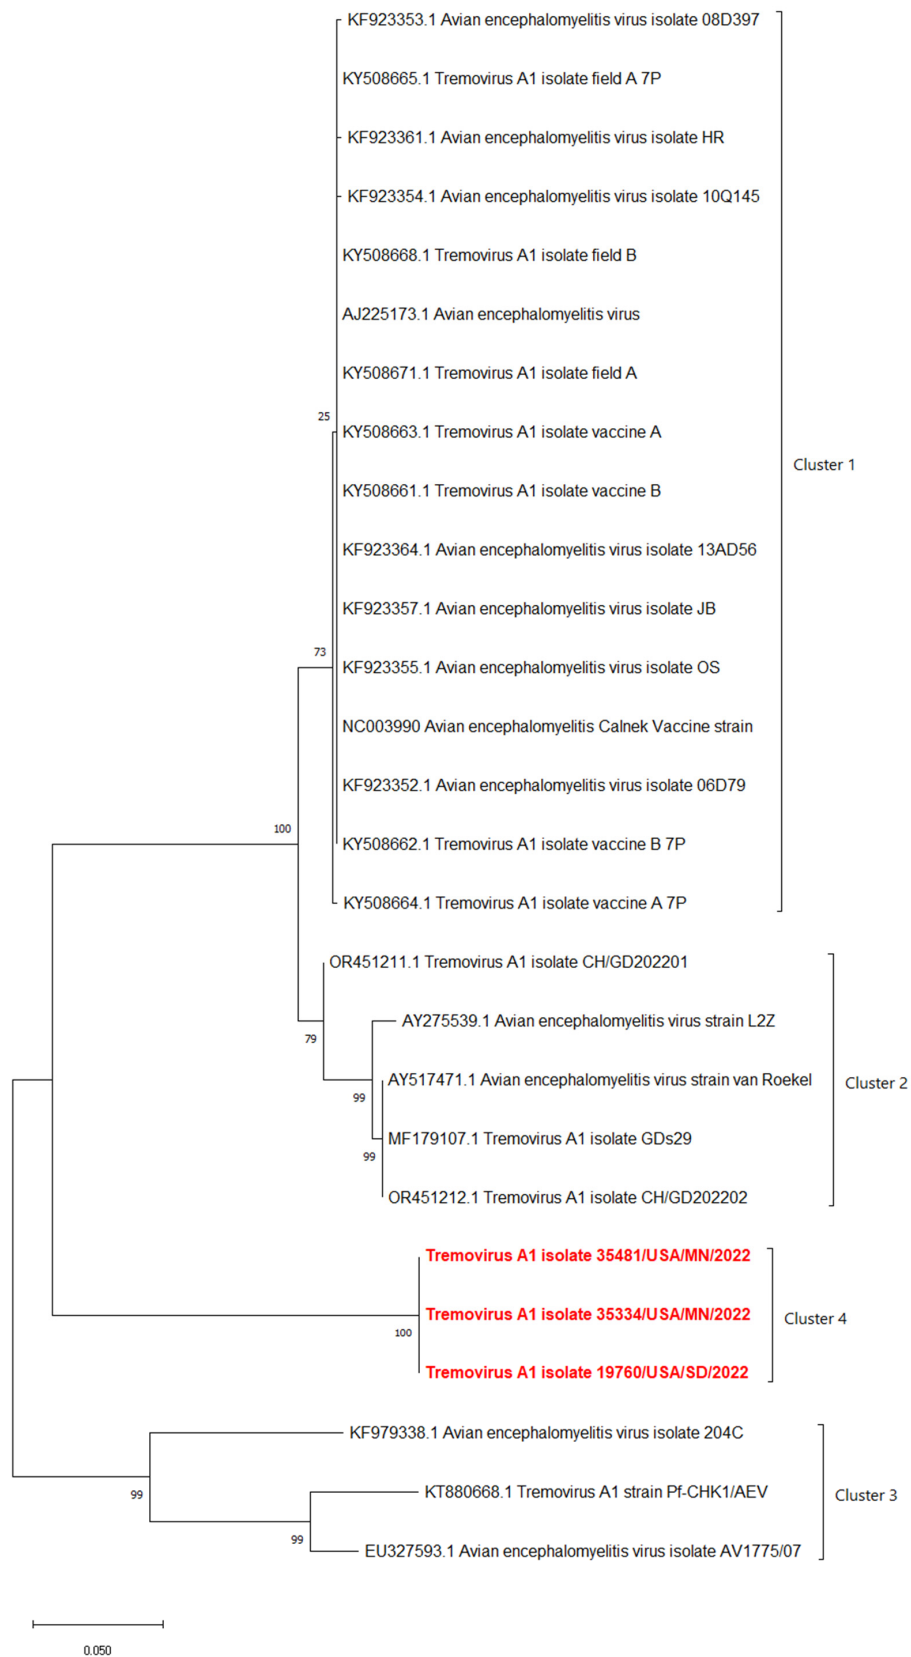 KF923353.1 Avian encephalomyelitis virus isolate 08D397
KY508665.1 Tremovirus A1 isolate field A 7P
KF923361.1 Avian encephalomyelitis virus isolate HR
KF923354.1 Avian encephalomyelitis virus isolate 10Q145
KY508668.1 Tremovirus A1 isolate field B
AJ225173.1 Avian encephalomyelitis virus
KY508671.1 Tremovirus A1 isolate field A
25
KY508663.1 Tremovirus A1 isolate vaccine A
Cluster 1
KY508661.1 Tremovirus A1 isolate vaccine B
KF923364.1 Avian encephalomyelitis virus isolate 13AD56
KF923357.1 Avian encephalomyelitis virus isolate JB
73
KF923355.1 Avian encephalomyelitis virus isolate OS
NC003990 Avian encephalomyelitis Calnek Vaccine strain
KF923352.1 Avian encephalomyelitis virus isolate 06D79
100
KY508662.1 Tremovirus A1 isolate vaccine B 7P
KY508664.1 Tremovirus A1 isolate vaccine A 7P
OR451211.1 Tremovirus A1 isolate CH/GD202201
AY275539.1 Avian encephalomyelitis virus strain L2Z
79
AY517471.1 Avian encephalomyelitis virus strain van Roekel
Cluster 2
99
MF179107.1 Tremovirus A1 isolate GDs29
99
OR451212.1 Tremovirus A1 isolate CH/GD202202
Tremovirus A1 isolate 35481/USA/MN/2022
Tremovirus A1 isolate 35334/USA/MN/2022
Cluster 4
100
Tremovirus A1 isolate 19760/USA/SD/2022
KF979338.1 Avian encephalomyelitis virus isolate 204C
99
KT880668.1 Tremovirus A1 strain Pf-CHK1/AEV
Cluster 3
99
EU327593.1 Avian encephalomyelitis virus isolate AV1775/07
0.050